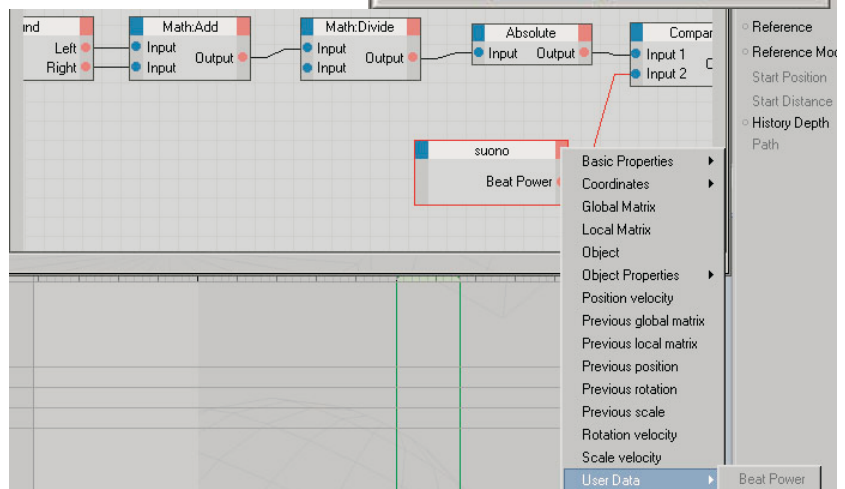 nd
Left
Right
Math:Add
Input
Input
Output
Math:Divide
Input
Input
Output
Absolute
Input
Output
Compar
Input 1
Input 2
suono
Beat Power
Basic Properties
Coordinates
Global Matrix
Local Matrix
Object
Object Properties
Position velocity
Previous global matrix
Previous local matrix
Previous position
Previous rotation
Previous scale
Rotation velocity
Scale velocity
User Data
Beat Power
Reference
Reference Mod
Start Position
Start Distance
History Depth
Path